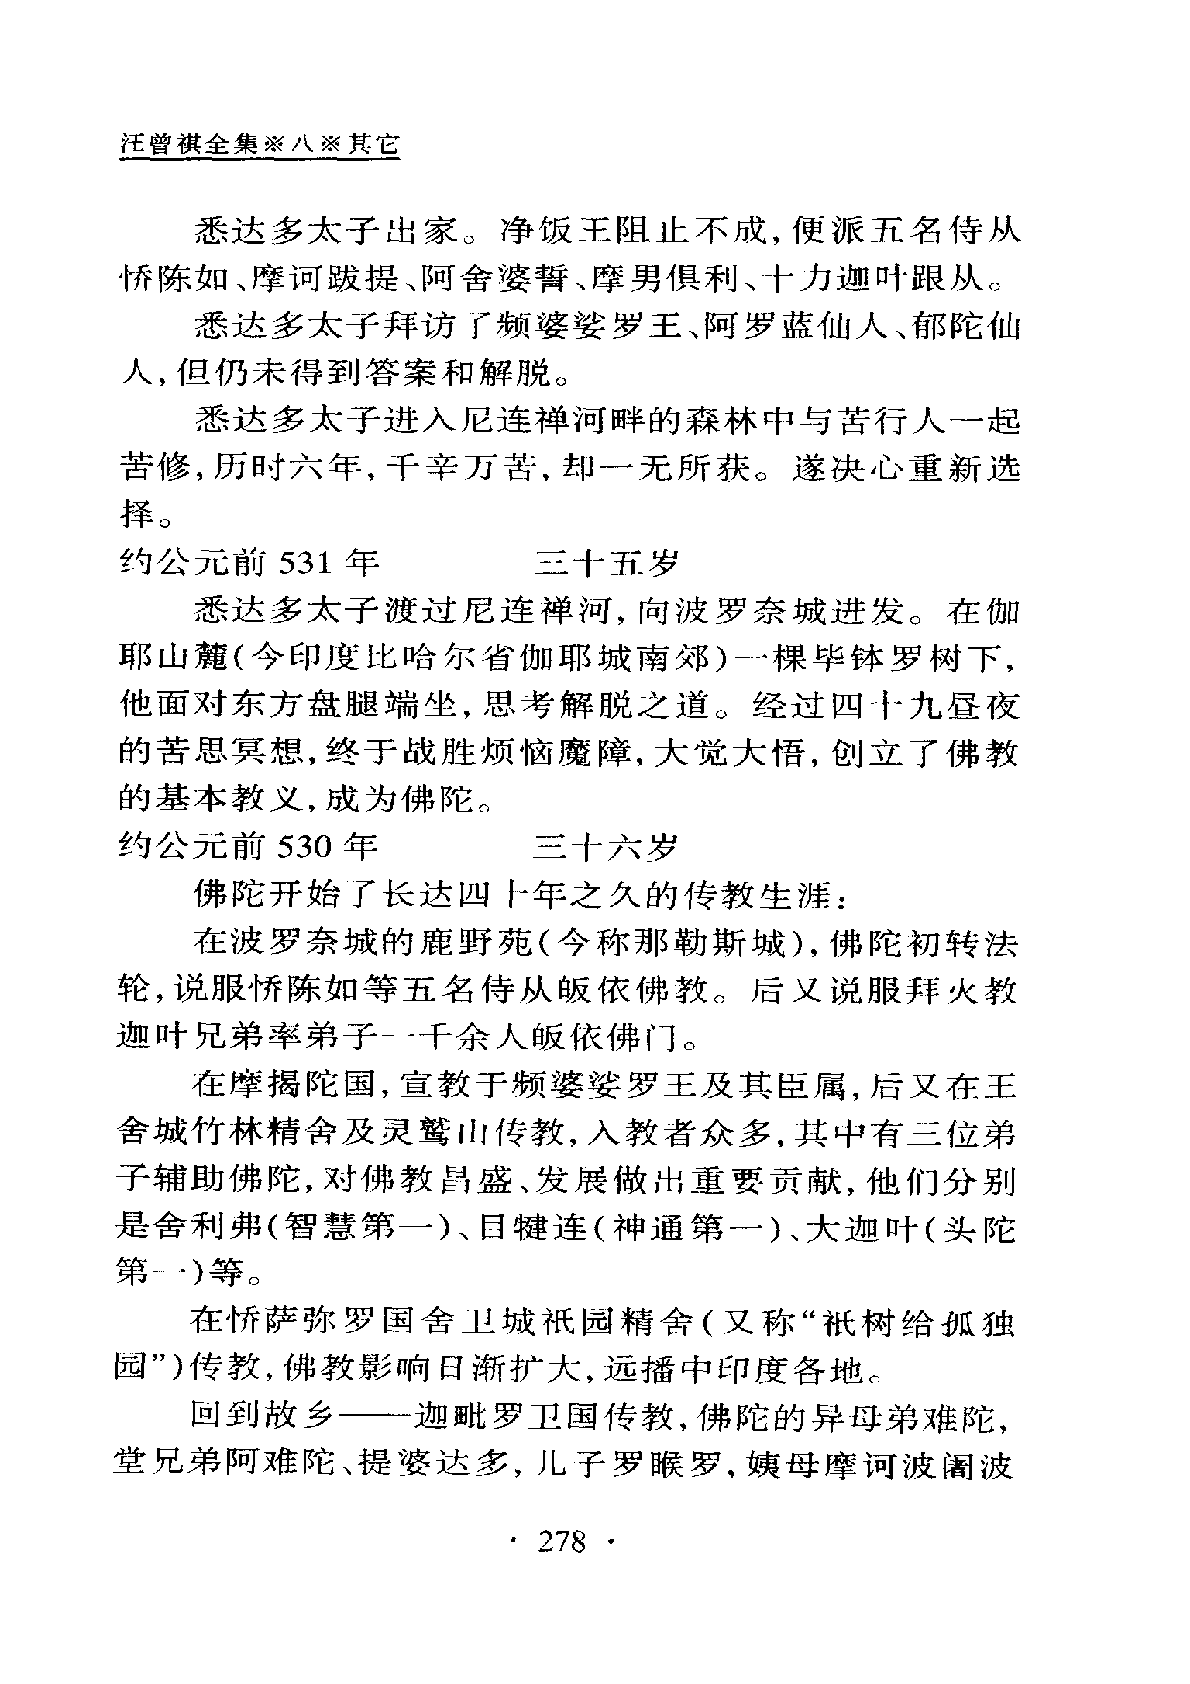 汪曾祺全集※八※其它
悉达多太子出家。净饭王阻止不成，便派五名侍从
㤭陈如、摩诃跋提、阿舍婆誓、摩男俱利、十力迦叶跟从。
悉达多太子拜访了频婆娑罗王、阿罗蓝仙人、郁陀仙
人，但仍未得到答案和解脱。
悉达多太子进入尼连禅河畔的森林中与苦行人一起
苦修，历时六年，千辛万苦，却一无所获。遂决心重新选
择。
约公元前 531 年 三十五岁
悉达多太子渡过尼连禅河，向波罗奈城进发。在伽
耶山麓(今印度比哈尔省伽耶城南郊)一棵毕钵罗树下，
他面对东方盘腿端坐，思考解脱之道。经过四十九昼夜
的苦思冥想，终于战胜烦恼魔障，大觉大悟，创立了佛教
的基本教义，成为佛陀。
约公元前 530 年 三十六岁
佛陀开始了长达四十年之久的传教生涯：
在波罗奈城的鹿野苑(今称那勒斯城)，佛陀初转法
轮，说服㤭陈如等五名侍从皈依佛教。后又说服拜火教
迦叶兄弟率弟子一千余人皈依佛门。
在摩揭陀国，宣教于频婆娑罗王及其臣属，后又在王
舍城竹林精舍及灵鹫山传教，入教者众多，其中有三位弟
子辅助佛陀，对佛教昌盛、发展做出重要贡献，他们分别
是舍利弗(智慧第一)、目犍连(神通第一)、大迦叶(头陀
第一)等。
在㤭萨弥罗国舍卫城祇园精舍(又称“祇树给孤独
园”)传教，佛教影响日渐扩大，远播中印度各地。
回到故乡——迦毗罗卫国传教，佛陀的异母弟难陀，
堂兄弟阿难陀、提婆达多，儿子罗睺罗，姨母摩诃波阇波
· 278 ·